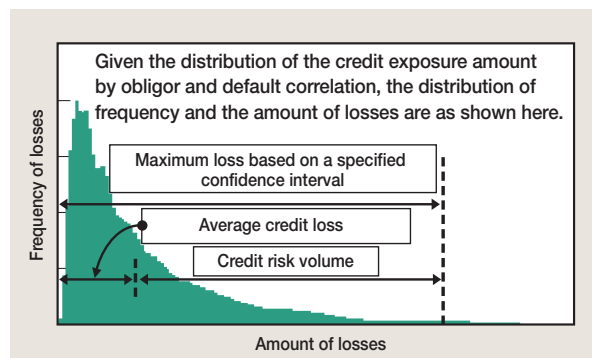 Given the distribution of the credit exposure amount
by obligor and default correlation, the distribution of
frequency and the amount of losses are as shown here.
Maximum loss based on a specified
confidence interval
Average credit loss
Credit risk volume
Frequency of losses
Amount of losses